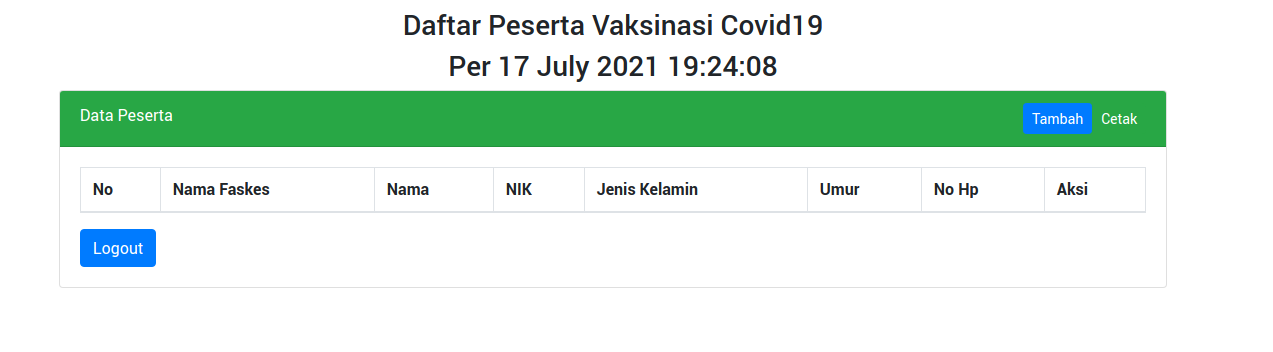 Daftar Peserta Vaksinasi Covid19
Per 17 July 2021 19:24:08
Data Peserta Tambah Cetak
No Nama Faskes Nama NIK Jenis Kelamin Umur No Hp Aksi
Logout